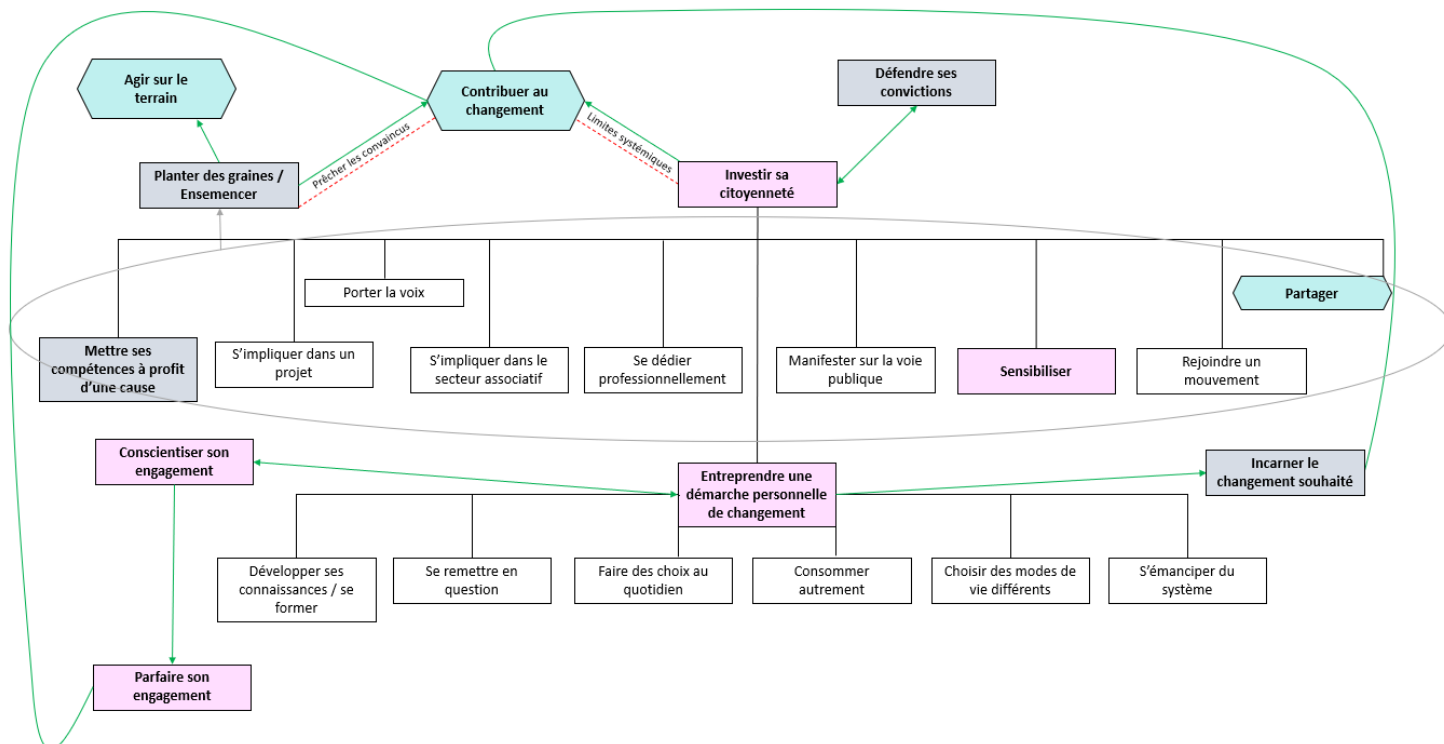 Agir sur le
terrain
Contribuer au
changement
Défendre ses
convictions
Prêcher les convaincus
Limites systémiques
Planter des graines /
Ensemencer
Investir sa
citoyenneté
Porter la voix
Partager
Mettre ses
compétences à profit
d'une cause
S'impliquer dans un
projet
S'impliquer dans le
secteur associatif
Se dédier
professionnellement
Manifester sur la voie
publique
Sensibiliser
Rejoindre un
mouvement
Conscientiser son
engagement
Entreprendre une
démarche personnelle
de changement
Incarner le
changement souhaité
Développer ses
connaissances / se
former
Se remettre en
question
Faire des choix au
quotidien
Consommer
autrement
Choisir des modes de
vie différents
S'émanciper du
système
Parfaire son
engagement